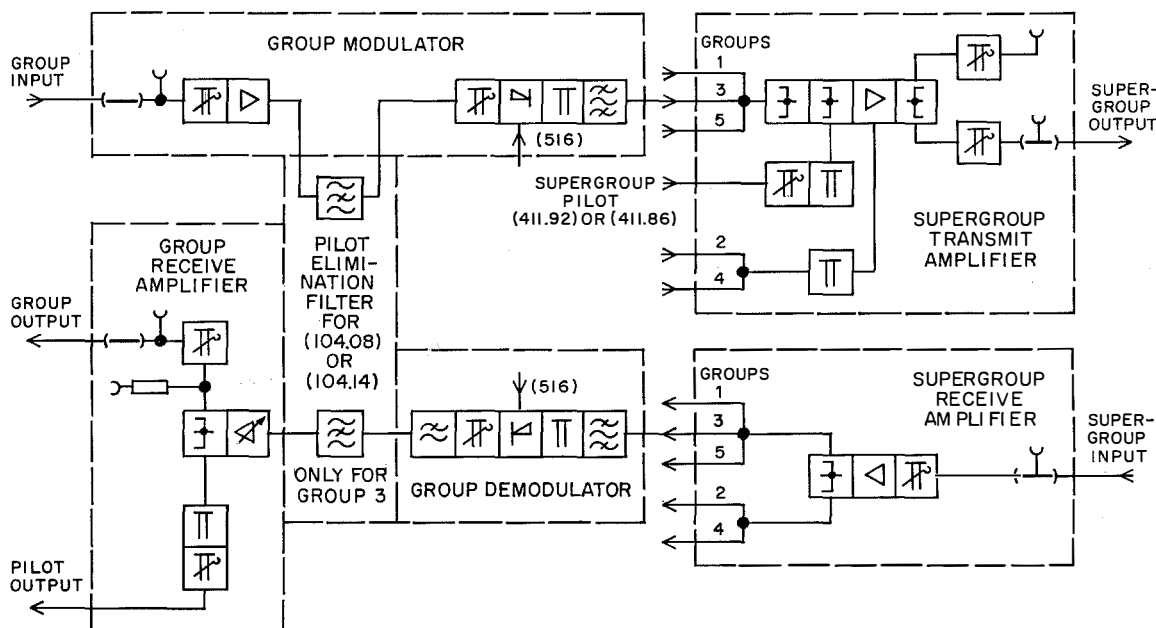 GROUP MODULATOR
GROUP
INPUT
(516)
GROUPS
1
3
5
SUPERGROUP
PILOT
(411.92) OR (411.86)
2
4
SUPER-
GROUP
OUTPUT
SUPERGROUP
TRANSMIT
AMPLIFIER
GROUP
RECEIVE
AMPLIFIER
GROUP
OUTPUT
PILOT
OUTPUT
PILOT
ELIMI-
NATION
FILTER
FOR
(104.08)
OR
(104.14)
ONLY FOR
GROUP 3
(516)
GROUP DEMODULATOR
GROUPS
1
3
5
2
4
SUPERGROUP
RECEIVE
AMPLIFIER
SUPER-
GROUP
INPUT